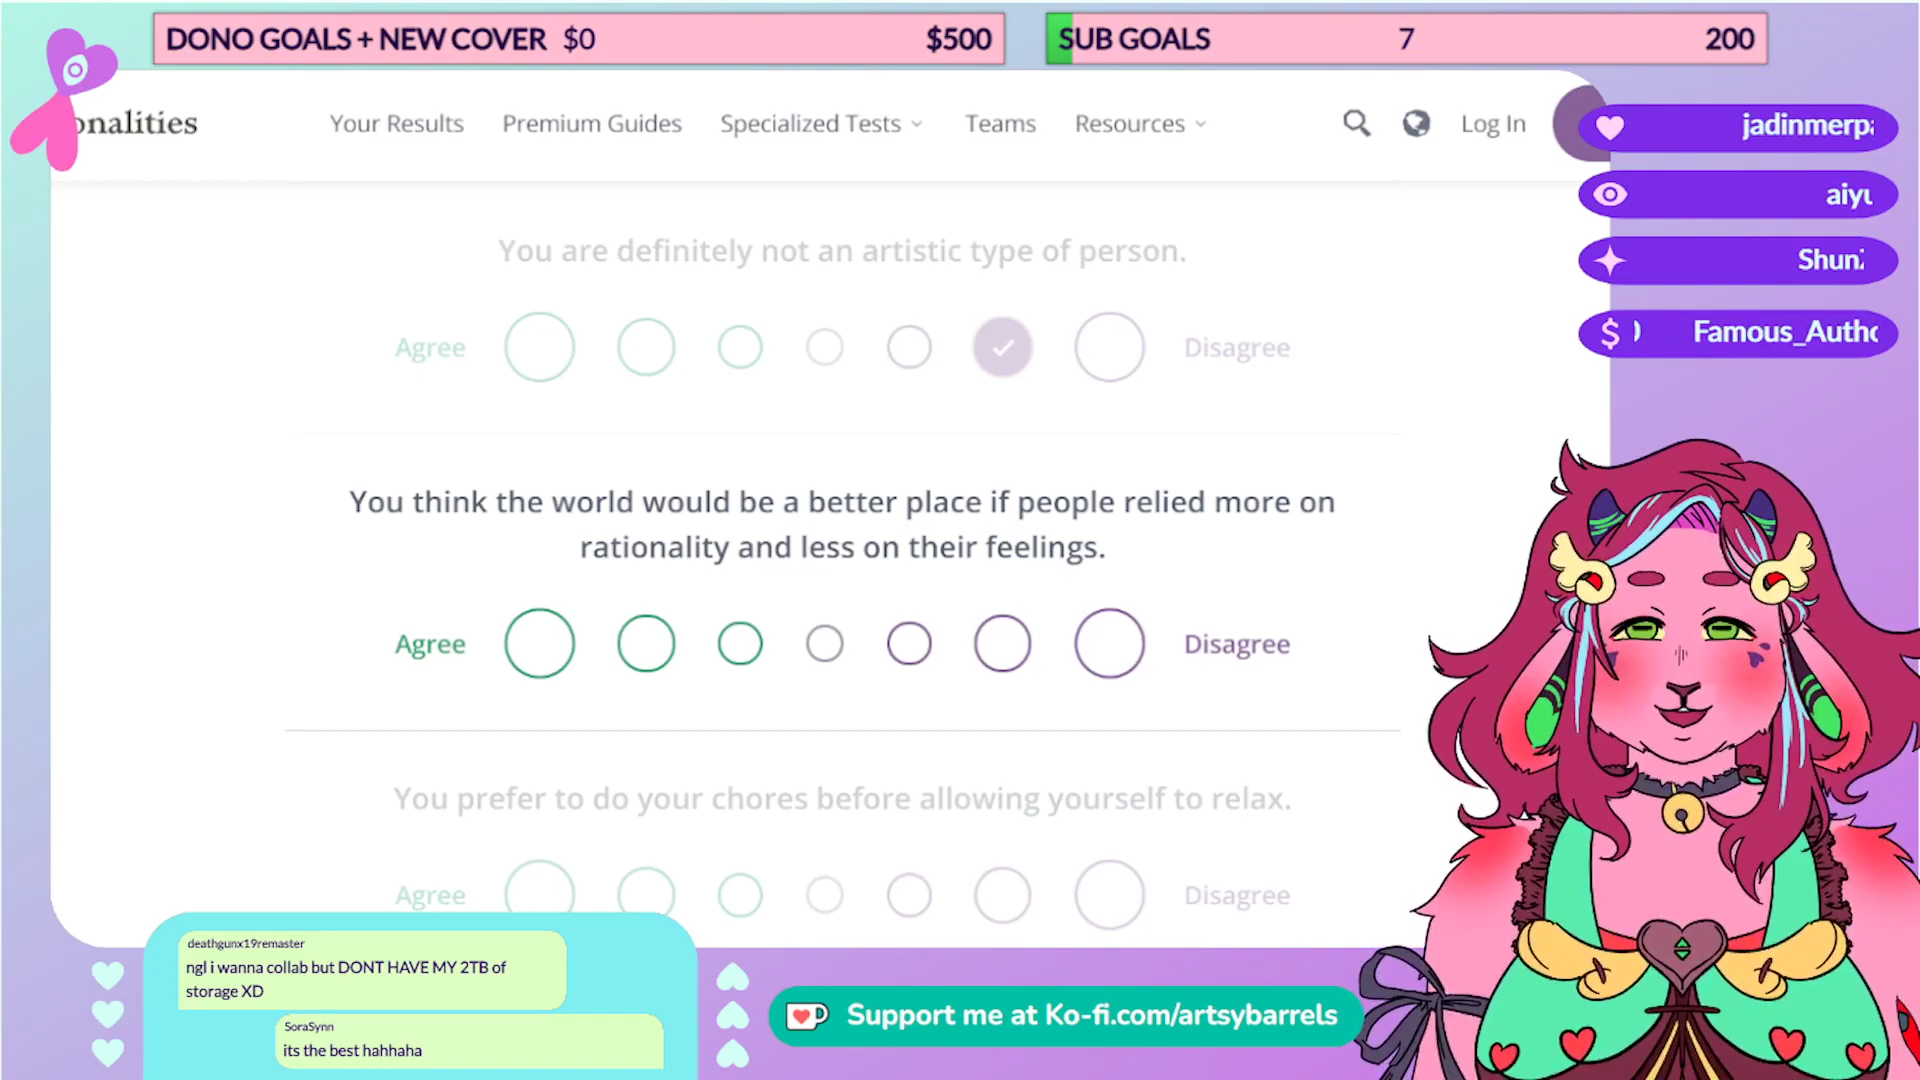 DONO GOALS + NEW COVER $0 $500
SUB GOALS 7 200
onalities
Your Results Premium Guides Specialized Tests Teams Resources Log In
jadinmerp
aiyu
Shun
$ Famous_Autho
You are definitely not an artistic type of person.
Agree Disagree
You think the world would be a better place if people relied more on
rationality and less on their feelings.
Agree Disagree
You prefer to do your chores before allowing yourself to relax.
Agree Disagree
deathgunx19remaster
ngl i wanna collab but DONT HAVE MY 2TB of
storage XD
SoraSynn
its the best hahhaha
Support me at Ko-fi.com/artsybarrels